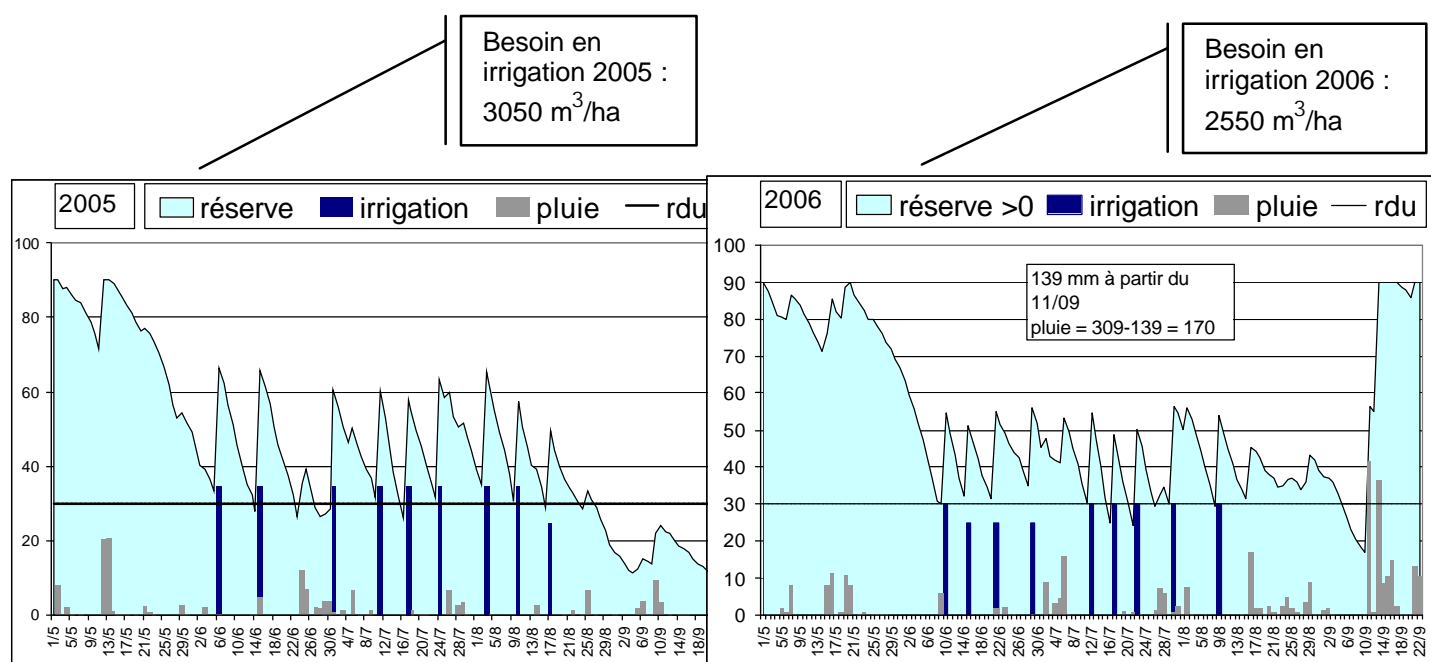 Besoin en
irrigation 2005 :
3050 m³/ha
Besoin en
irrigation 2006 :
2550 m³/ha
2005
réserve irrigation pluie rdu
100
80
60
40
20
0
1/5 5/5 9/5 13/5 17/5 21/5 25/5 29/5 2/6 6/6 10/6 14/6 18/6 22/6 26/6 30/6 4/7 8/7 12/7 16/7 20/7 24/7 28/7 1/8 5/8 9/8 13/8 17/8 21/8 25/8 29/8 2/9 6/9 10/9 14/9 18/9
2006
réserve >0 irrigation pluie rdu
139 mm à partir du
11/09
pluie = 309-139 = 170
100
90
80
70
60
50
40
30
20
10
0
1/5 5/5 9/5 13/5 17/5 21/5 25/5 29/5 2/6 6/6 10/6 14/6 18/6 22/6 26/6 30/6 4/7 8/7 12/7 16/7 20/7 24/7 28/7 1/8 5/8 9/8 13/8 17/8 21/8 25/8 29/8 2/9 6/9 10/9 14/9 18/9 22/9